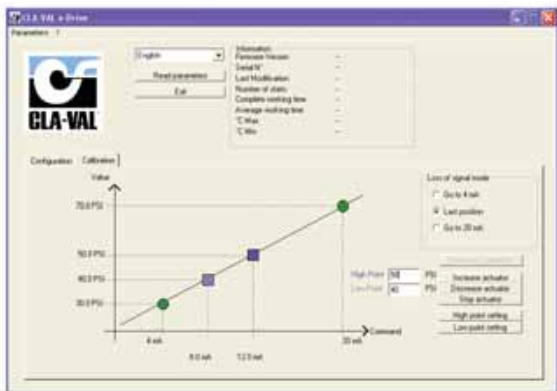 CLA-VAL e-Drive
Parameters ?
CLA-VAL
English
Read parameters
Exit
Information
Firmware Version --
Serial N° --
Last Modification --
Number of starts --
Complete working time --
Average working time --
°C Max --
°C Min --
Configuration Calibration
Value
70.0 PSI
50.0 PSI
40.0 PSI
30.0 PSI
4 mA
8.0 mA
12.0 mA
20 mA
Command
Loss of signal mode
Go to 4 mA
Last position
Go to 20 mA
High Point 50 PSI
Low Point 40 PSI
Increase actuator
Decrease actuator
Stop actuator
High point setting
Low point setting